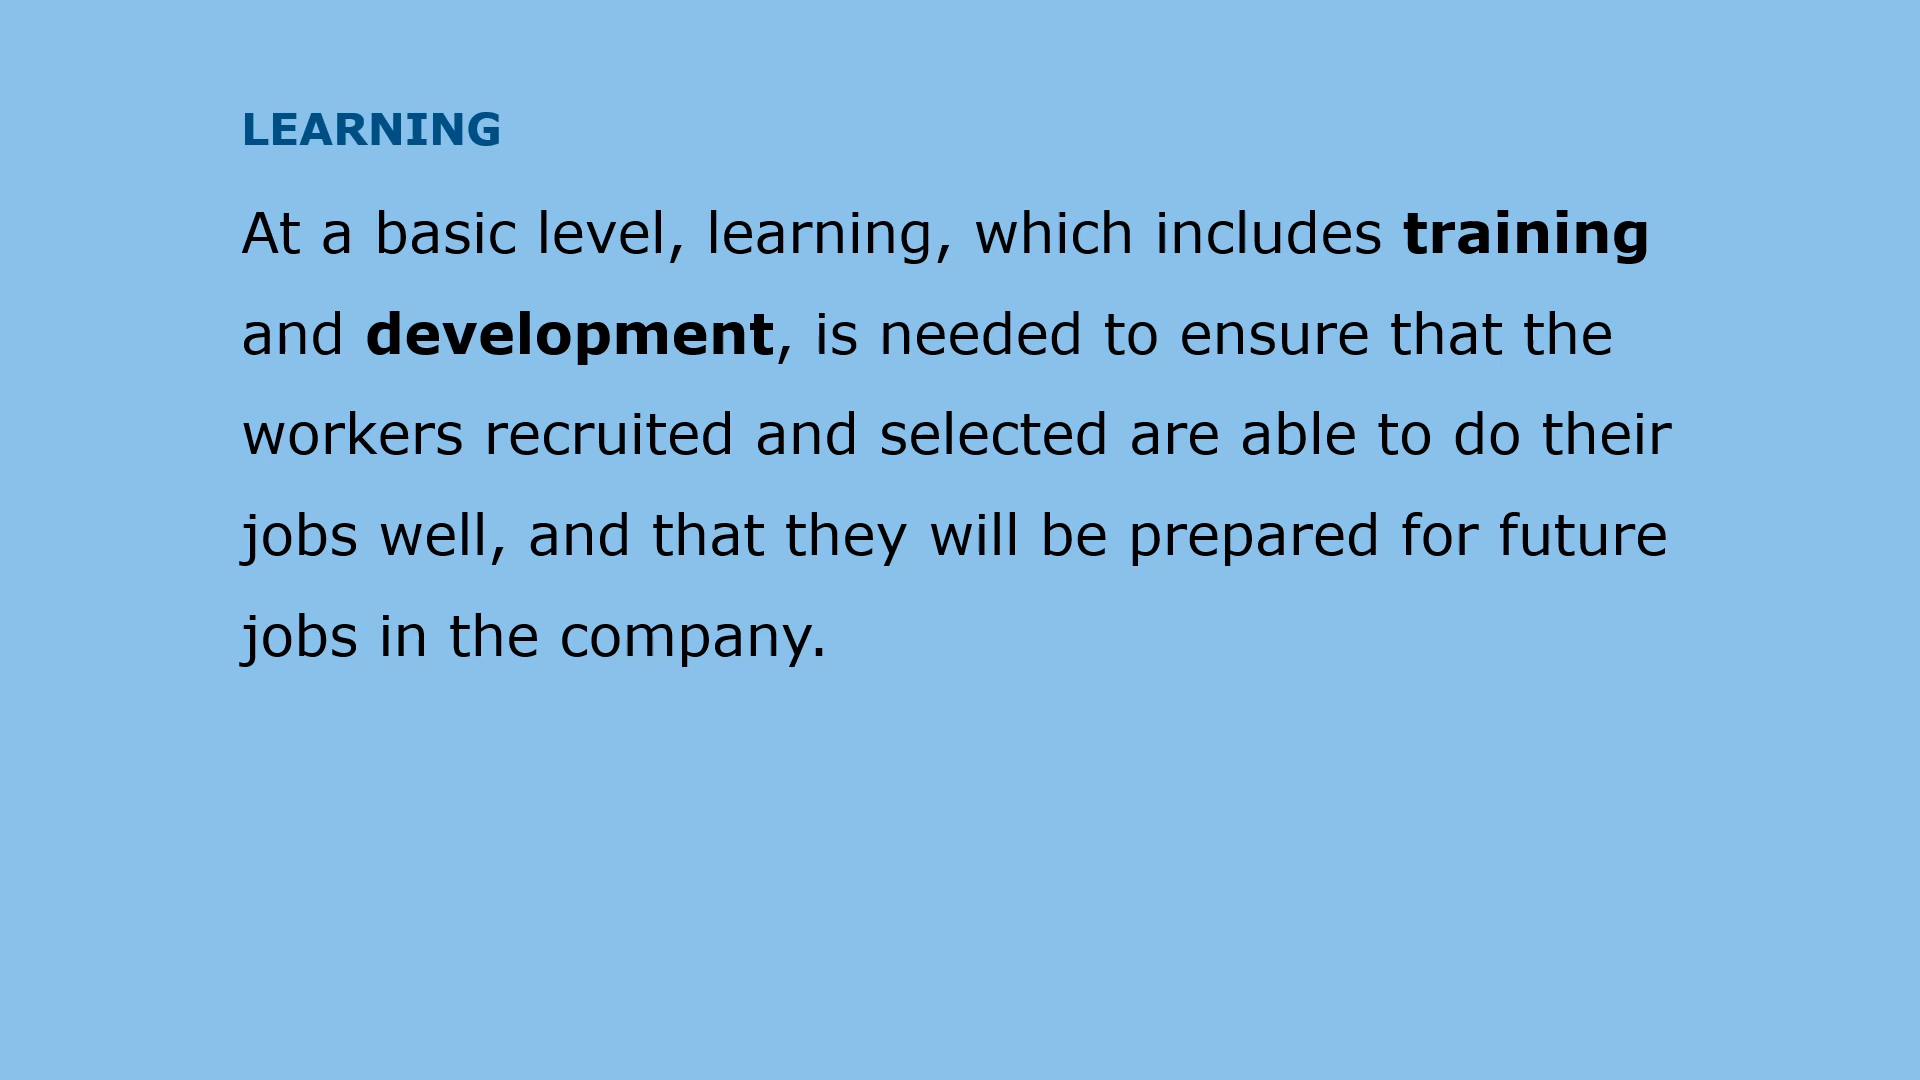 LEARNING
At a basic level, learning, which includes training
and development, is needed to ensure that the
workers recruited and selected are able to do their
jobs well, and that they will be prepared for future
jobs in the company.